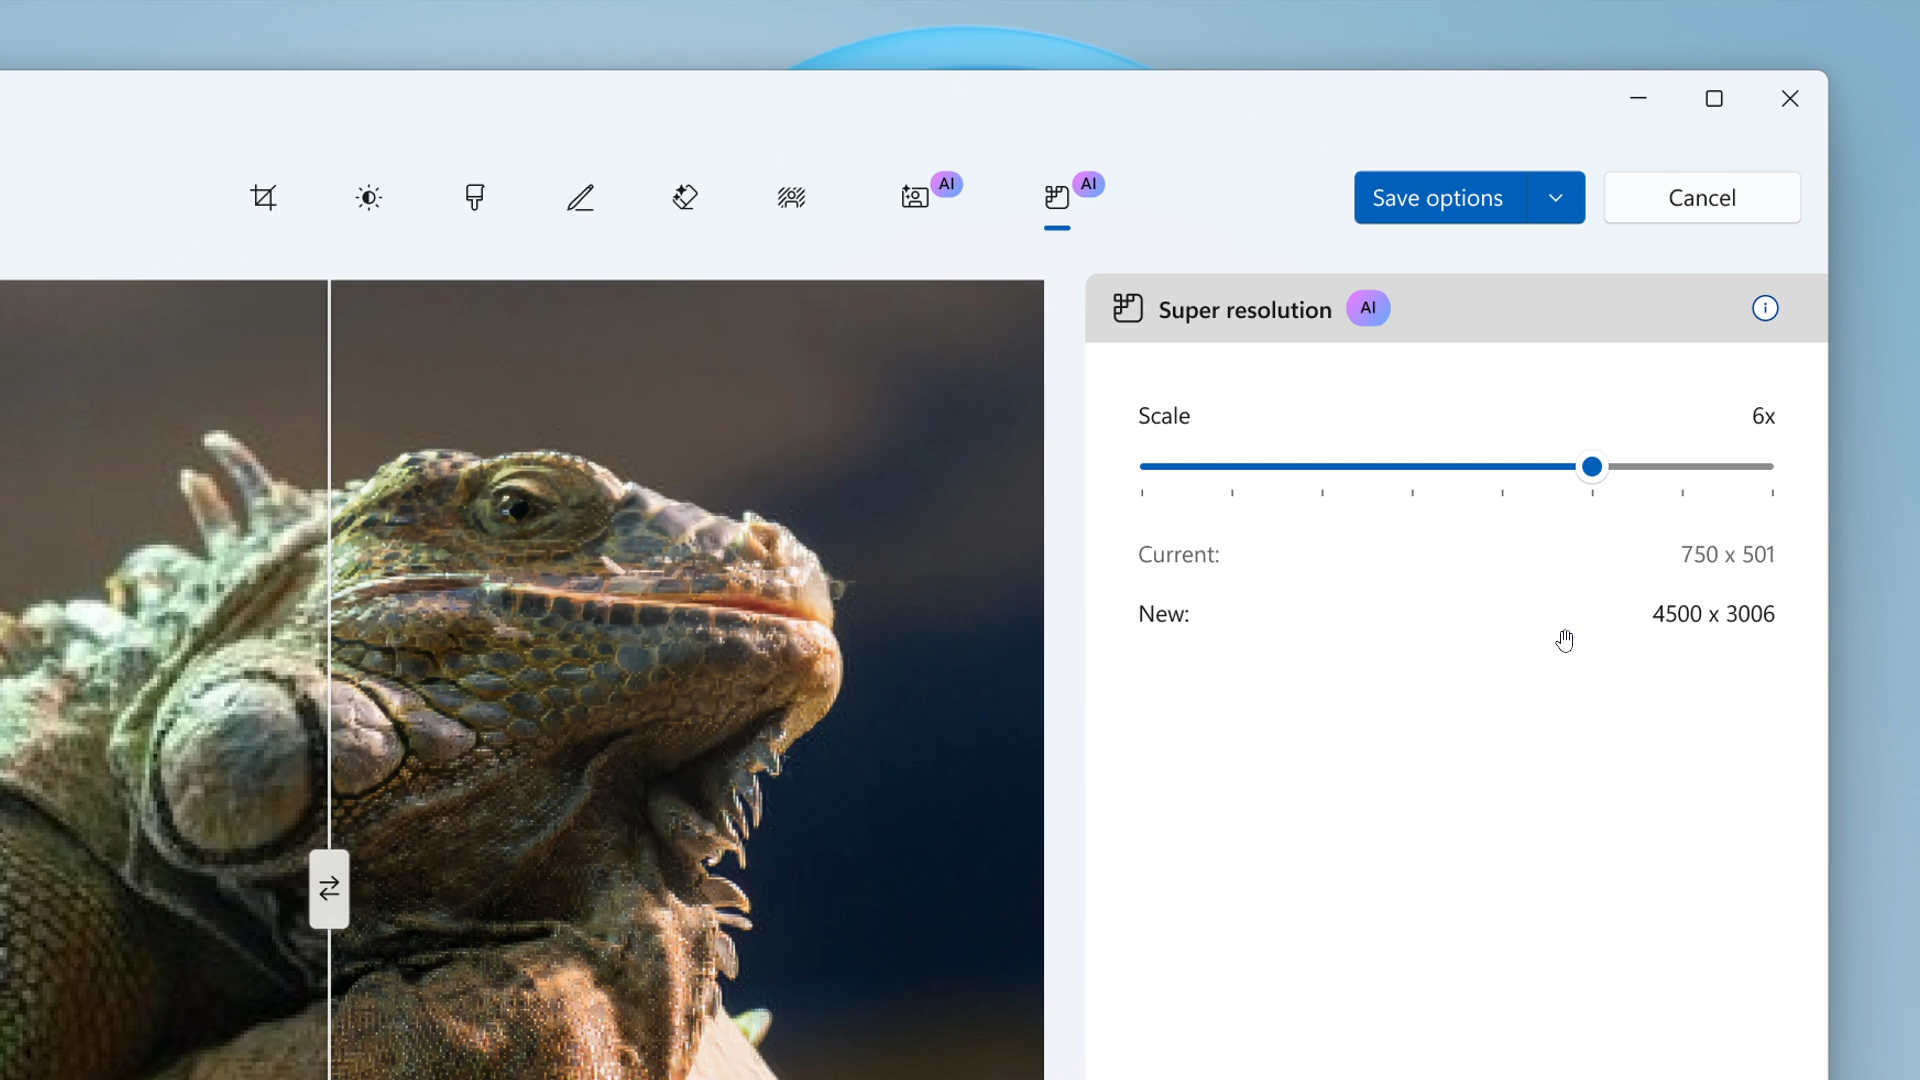 AI
AI
Save options
Cancel
Super resolution AI
Scale 6x
Current: 750 x 501
New: 4500 x 3006